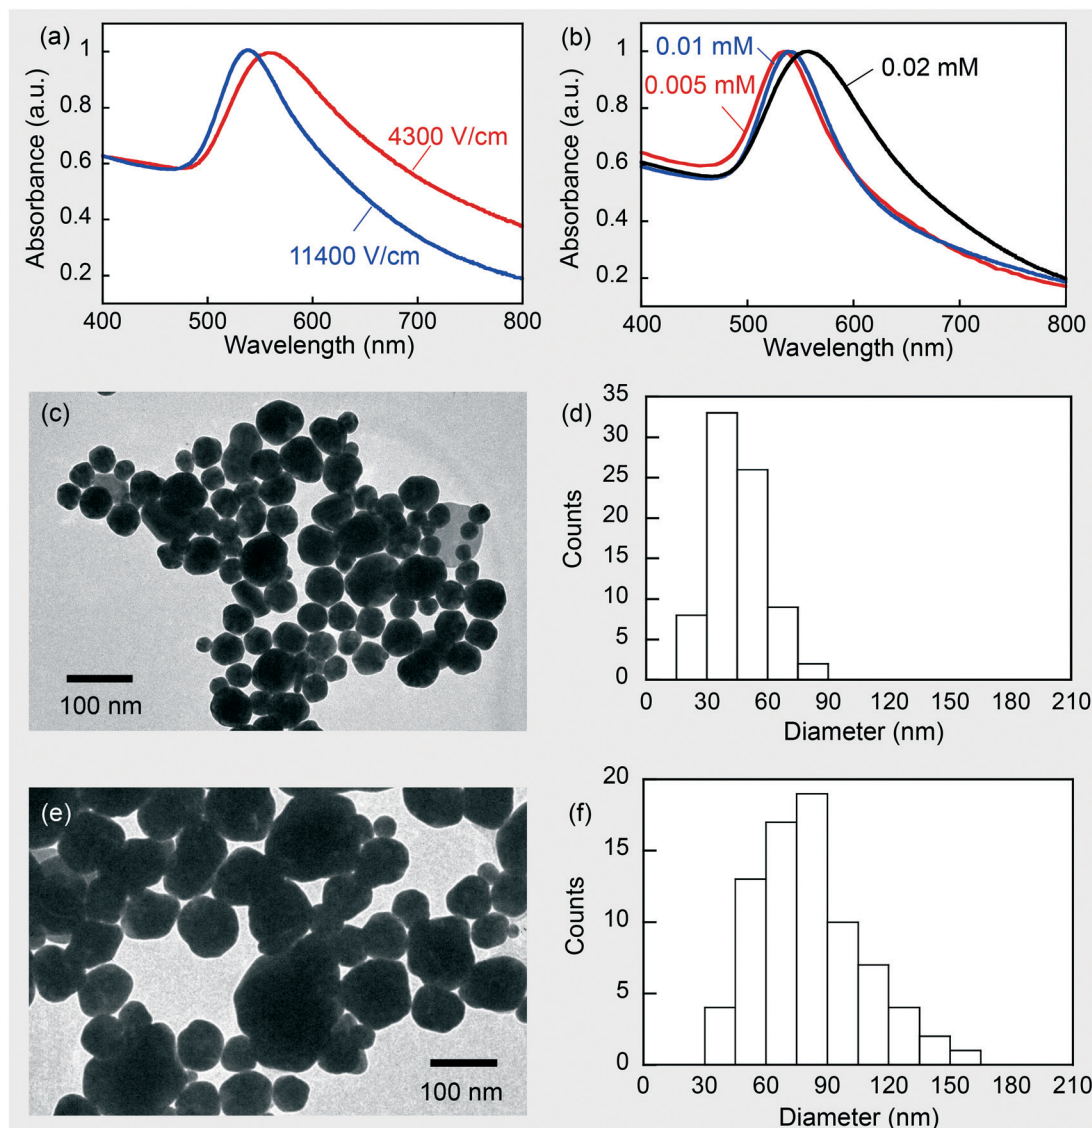 (a)
Absorbance (a.u.)
1
0.8
0.6
0.4
0.2
4300 V/cm
11400 V/cm
400 500 600 700 800
Wavelength (nm)
(b)
Absorbance (a.u.)
1
0.8
0.6
0.4
0.2
0.01 mM
0.005 mM
0.02 mM
400 500 600 700 800
Wavelength (nm)
(c)
100 nm
(d)
Counts
35
30
25
20
15
10
5
0
0 30 60 90 120 150 180 210
Diameter (nm)
(e)
100 nm
(f)
Counts
20
15
10
5
0
0 30 60 90 120 150 180 210
Diameter (nm)